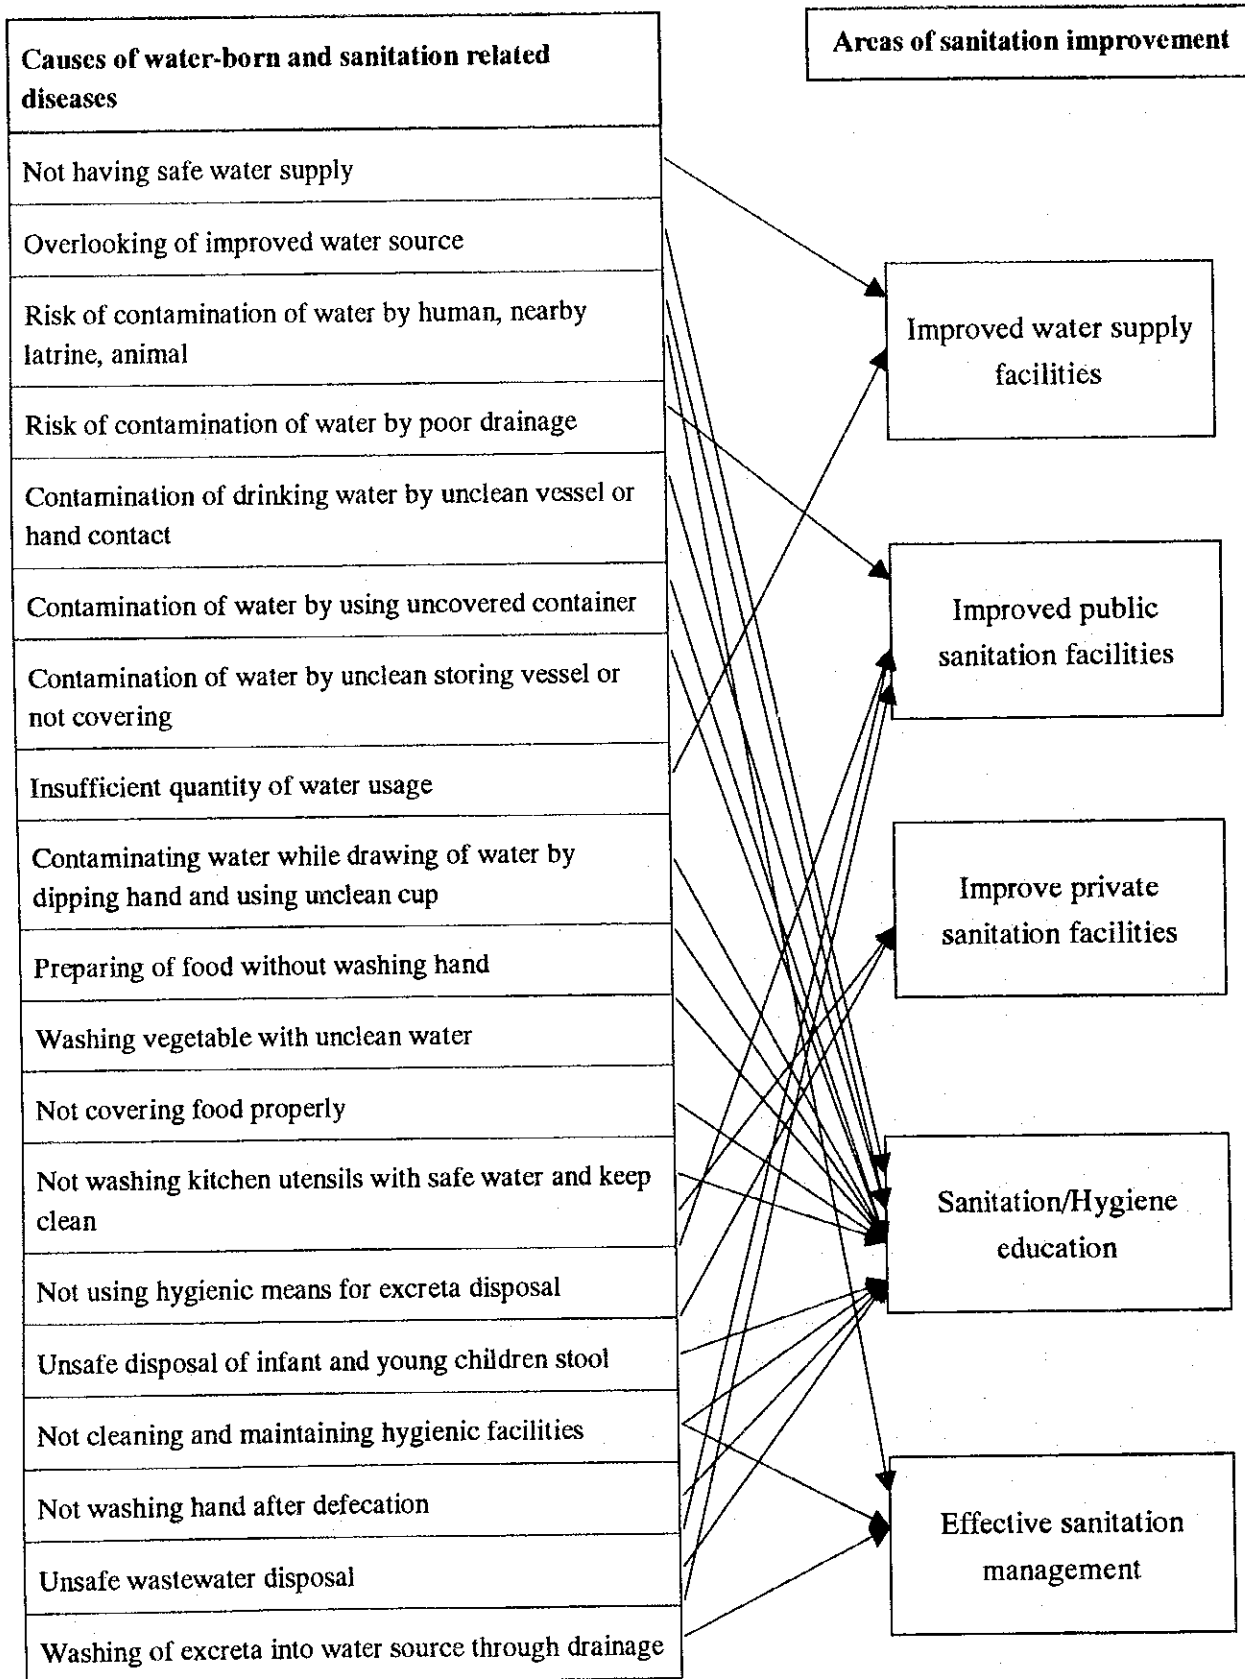 Causes of water-born and sanitation related
diseases
Not having safe water supply
Overlooking of improved water source
Risk of contamination of water by human, nearby
latrine, animal
Risk of contamination of water by poor drainage
Contamination of drinking water by unclean vessel or
hand contact
Contamination of water by using uncovered container
Contamination of water by unclean storing vessel or
not covering
Insufficient quantity of water usage
Contaminating water while drawing of water by
dipping hand and using unclean cup
Preparing of food without washing hand
Washing vegetable with unclean water
Not covering food properly
Not washing kitchen utensils with safe water and keep
clean
Not using hygienic means for excreta disposal
Unsafe disposal of infant and young children stool
Not cleaning and maintaining hygienic facilities
Not washing hand after defecation
Unsafe wastewater disposal
Washing of excreta into water source through drainage
Areas of sanitation improvement
Improved water supply
facilities
Improved public
sanitation facilities
Improve private
sanitation facilities
Sanitation/Hygiene
education
Effective sanitation
management